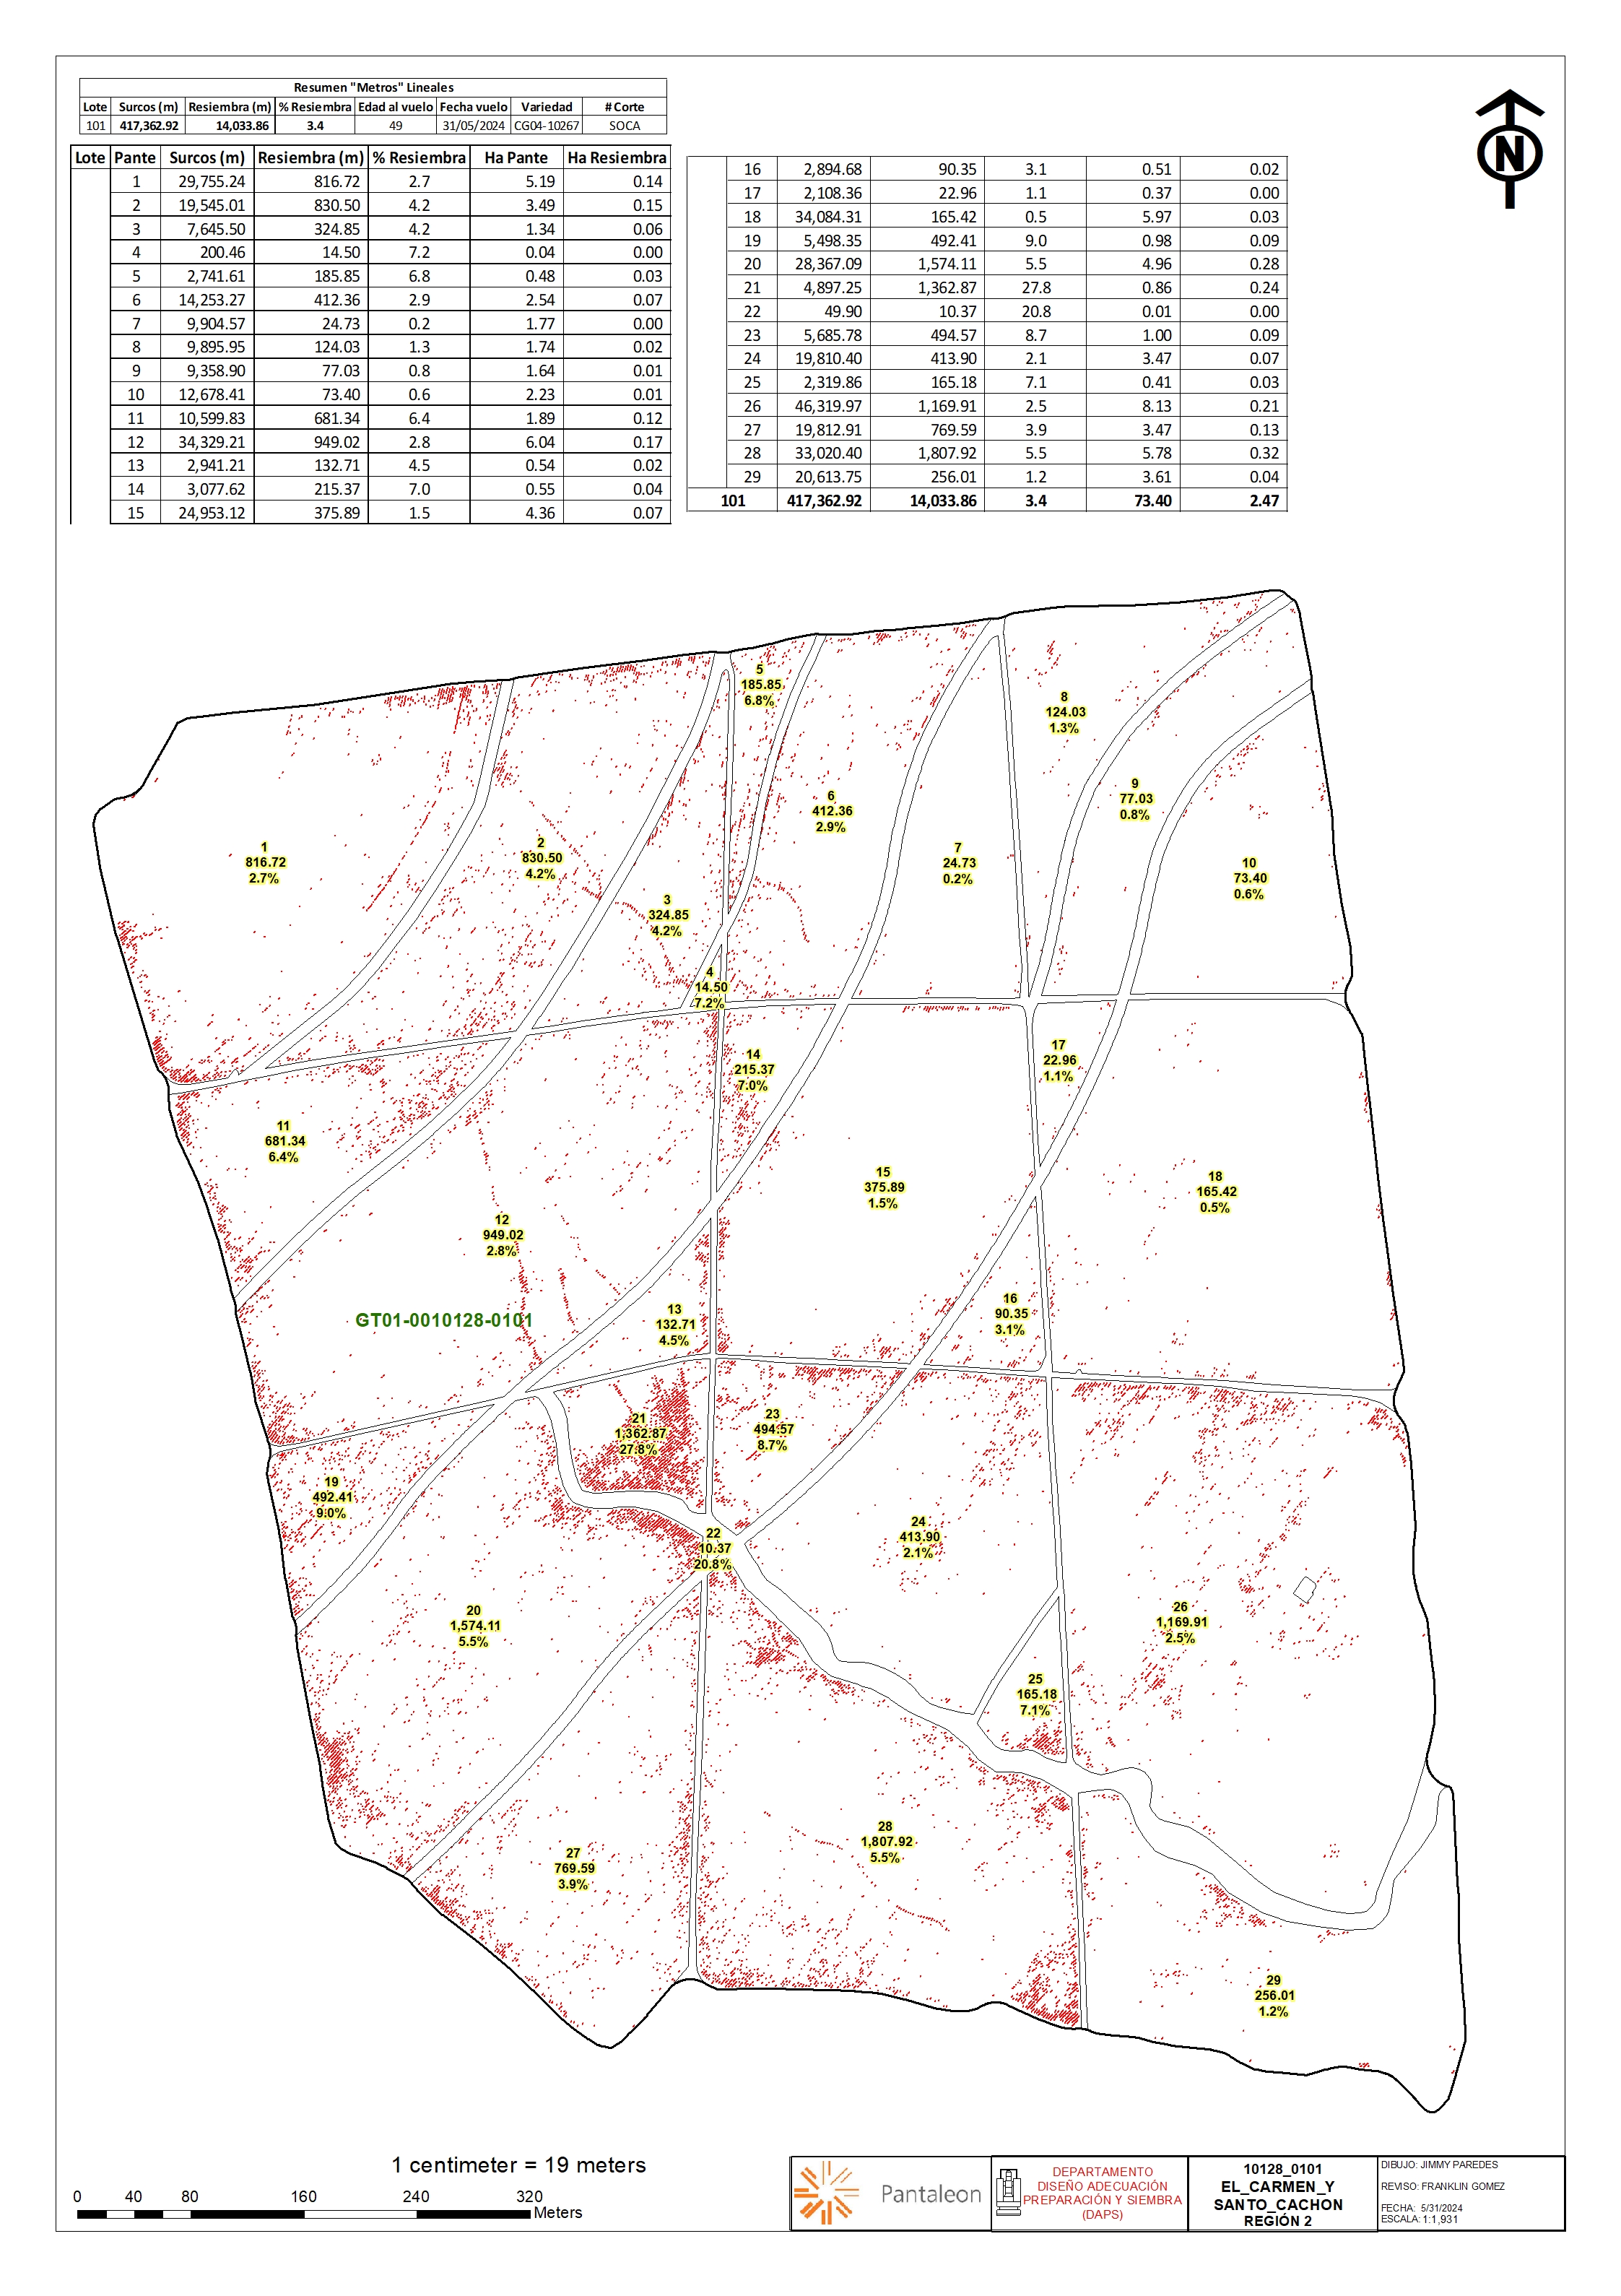 Resumen "Metros" Lineales
Lote Surcos (m) Resiembra (m) % Resiembra Edad al vuelo Fecha vuelo Variedad # Corte
101 417,362.92 14,033.86 3.4 49 31/05/2024 CG04-10267 SOCA
Lote Pante Surcos (m) Resiembra (m) % Resiembra Ha Pante Ha Resiembra
1 29,755.24 816.72 2.7 5.19 0.14
2 19,545.01 830.50 4.2 3.49 0.15
3 7,645.50 324.85 4.2 1.34 0.06
4 200.46 14.50 7.2 0.04 0.00
5 2,741.61 185.85 6.8 0.48 0.03
6 14,253.27 412.36 2.9 2.54 0.07
7 9,904.57 24.73 0.2 1.77 0.00
8 9,895.95 124.03 1.3 1.74 0.02
9 9,358.90 77.03 0.8 1.64 0.01
10 12,678.41 73.40 0.6 2.23 0.01
11 10,599.83 681.34 6.4 1.89 0.12
12 34,329.21 949.02 2.8 6.04 0.17
13 2,941.21 132.71 4.5 0.54 0.02
14 3,077.62 215.37 7.0 0.55 0.04
15 24,953.12 375.89 1.5 4.36 0.07
16 2,894.68 90.35 3.1 0.51 0.02
17 2,108.36 22.96 1.1 0.37 0.00
18 34,084.31 165.42 0.5 5.97 0.03
19 5,498.35 492.41 9.0 0.98 0.09
20 28,367.09 1,574.11 5.5 4.96 0.28
21 4,897.25 1,362.87 27.8 0.86 0.24
22 49.90 10.37 20.8 0.01 0.00
23 5,685.78 494.57 8.7 1.00 0.09
24 19,810.40 413.90 2.1 3.47 0.07
25 2,319.86 165.18 7.1 0.41 0.03
26 46,319.97 1,169.91 2.5 8.13 0.21
27 19,812.91 769.59 3.9 3.47 0.13
28 33,020.40 1,807.92 5.5 5.78 0.32
29 20,613.75 256.01 1.2 3.61 0.04
101 417,362.92 14,033.86 3.4 73.40 2.47
N
5
185.85
6.8%
8
124.03
1.3%
9
77.03
0.8%
6
412.36
2.9%
2
830.50
4.2%
1
816.72
2.7%
7
24.73
0.2%
10
73.40
0.6%
3
324.85
4.2%
4
14.50
7.2%
17
22.96
1.1%
14
215.37
7.0%
11
681.34
6.4%
15
375.89
1.5%
18
165.42
0.5%
12
949.02
2.8%
16
90.35
3.1%
13
132.71
4.5%
GT01-0010128-0101
23
494.57
8.7%
21
1,362.87
27.8%
19
492.41
9.0%
24
413.90
2.1%
22
10.37
20.8%
26
1,169.91
2.5%
20
1,574.11
5.5%
25
165.18
7.1%
28
1,807.92
5.5%
27
769.59
3.9%
29
256.01
1.2%
1 centimeter = 19 meters
0 40 80 160 240 320
Meters
Pantaleon
DEPARTAMENTO
DISEÑO ADECUACIÓN
PREPARACIÓN Y SIEMBRA
(DAPS)
10128_0101
EL_CARMEN_Y
SANTO_CACHON
REGIÓN 2
DIBUJO: JIMMY PAREDES
REVISO: FRANKLIN GOMEZ
FECHA: 5/31/2024
ESCALA: 1:1,931